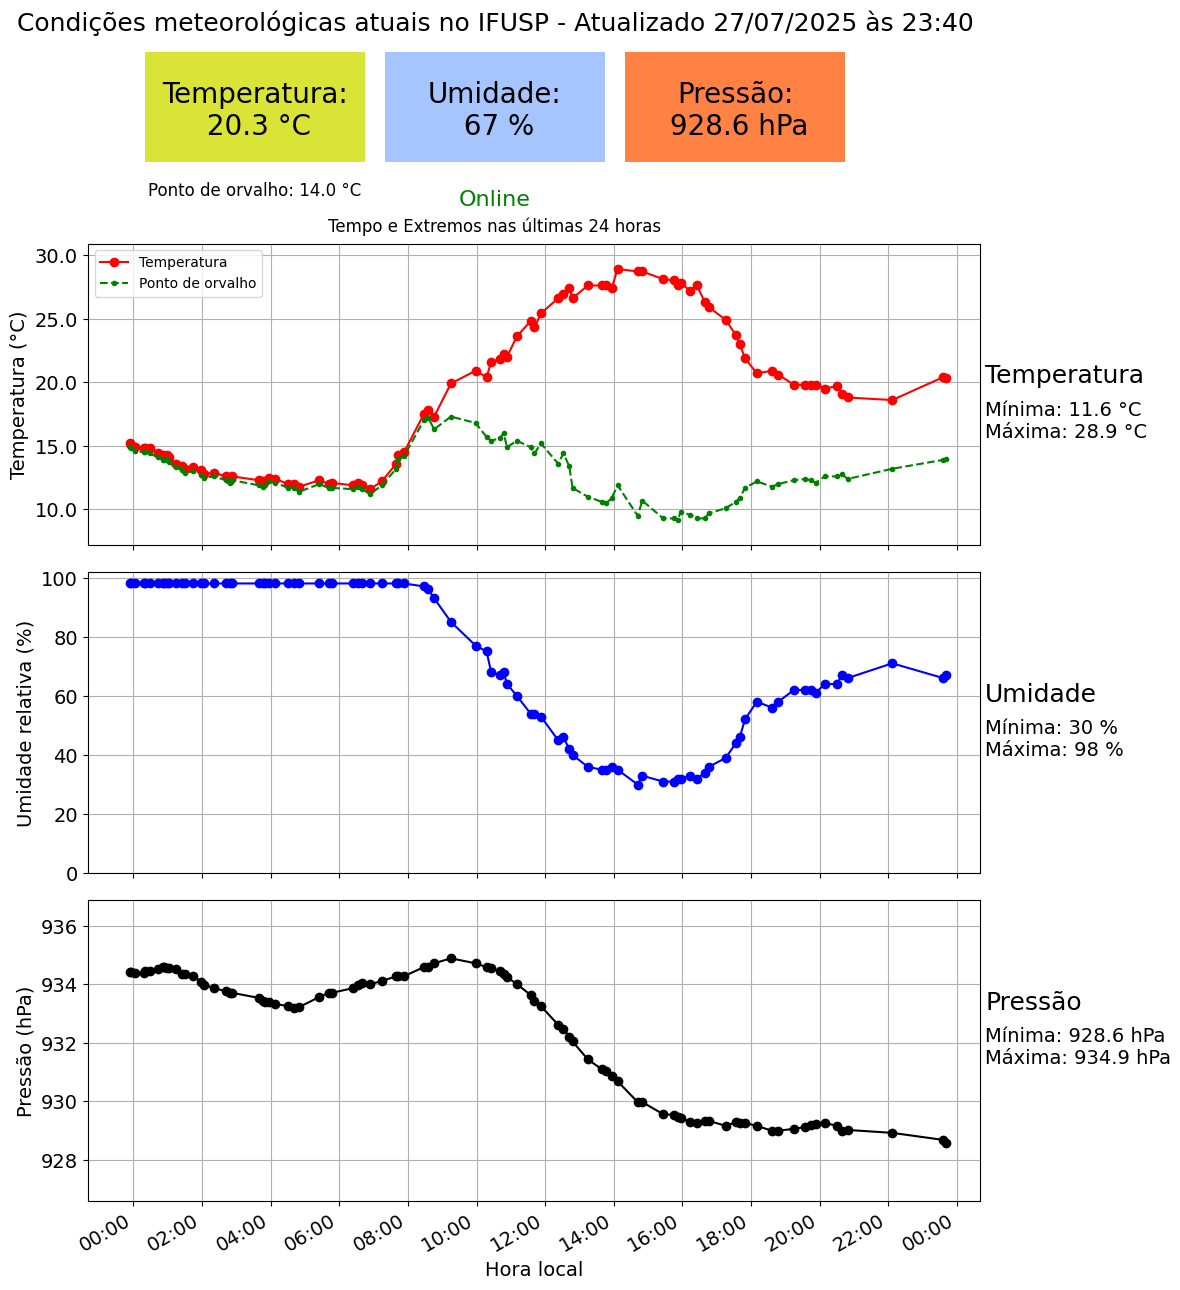 Condições meteorológicas atuais no IFUSP - Atualizado 27/07/2025 às 23:40
Temperatura:
20.3 °C
Umidade:
67 %
Pressão:
928.6 hPa
Ponto de orvalho: 14.0 °C
Online
Tempo e Extremos nas últimas 24 horas
Temperatura (°C)
30.0
25.0
20.0
15.0
10.0
Temperatura
Ponto de orvalho
Temperatura
Mínima: 11.6 °C
Máxima: 28.9 °C
Umidade relativa (%)
100
80
60
40
20
0
Umidade
Mínima: 30 %
Máxima: 98 %
Pressão (hPa)
936
934
932
930
928
Pressão
Mínima: 928.6 hPa
Máxima: 934.9 hPa
00:00 02:00 04:00 06:00 08:00 10:00 12:00 14:00 16:00 18:00 20:00 22:00 00:00
Hora local